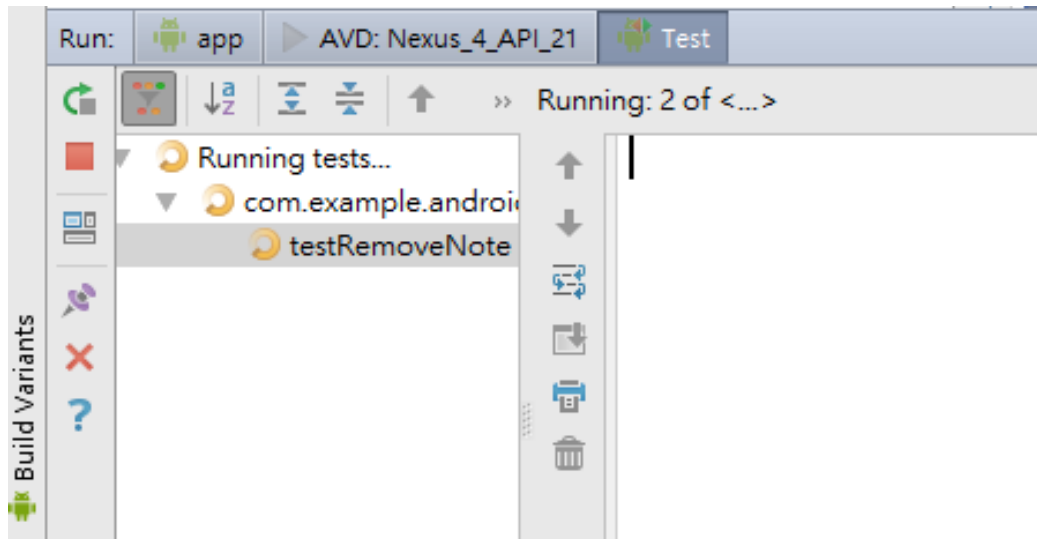 Run: app AVD: Nexus_4_API_21 Test
Running: 2 of <...>
Running tests...
com.example.androi
testRemoveNote
Build Variants